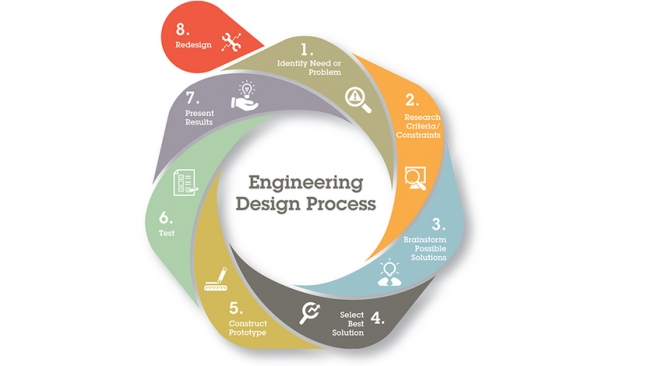 8.
Redesign
1.
Identify Need or
Problem
2.
Research
Criteria/
Constraints
3.
Brainstorm
Possible
Solutions
4.
Select
Best
Solution
5.
Construct
Prototype
6.
Test
7.
Present
Results
Engineering
Design Process